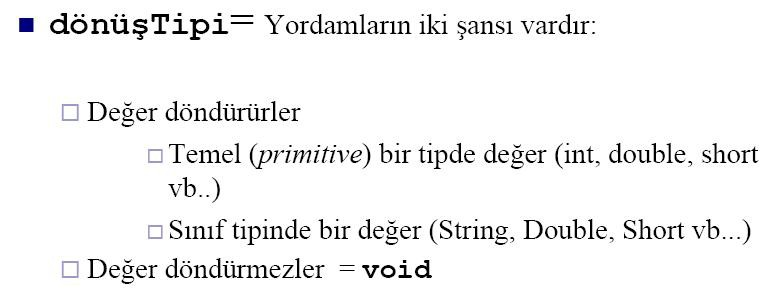 dönüşTipi= Yordamların iki şansı vardır:
Değer döndürürler
Temel (primitive) bir tipde değer (int, double, short
vb..)
Sınıf tipinde bir değer (String, Double, Short vb...)
Değer döndürmezler = void